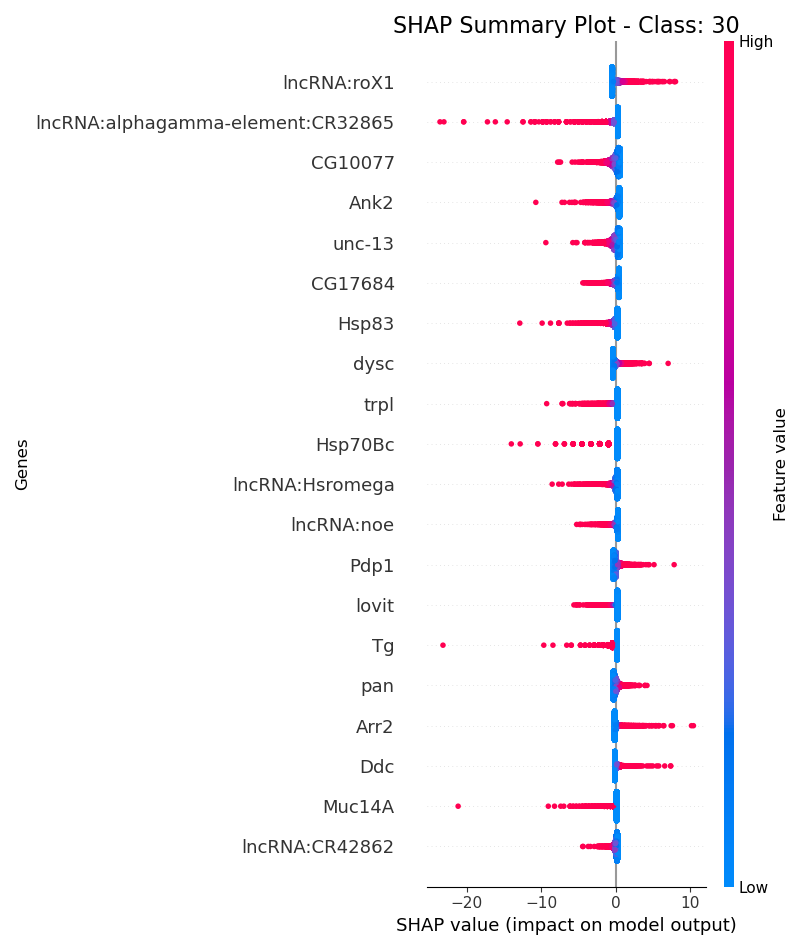 SHAP Summary Plot - Class: 30
High
lncRNA:roX1
lncRNA:alphagamma-element:CR32865
CG10077
Ank2
unc-13
CG17684
Hsp83
dysc
trpl
Hsp70Bc
lncRNA:Hsromega
lncRNA:noe
Pdp1
lovit
Tg
pan
Arr2
Ddc
Muc14A
lncRNA:CR42862
Genes
Feature value
Low
−20 −10 0 10
SHAP value (impact on model output)